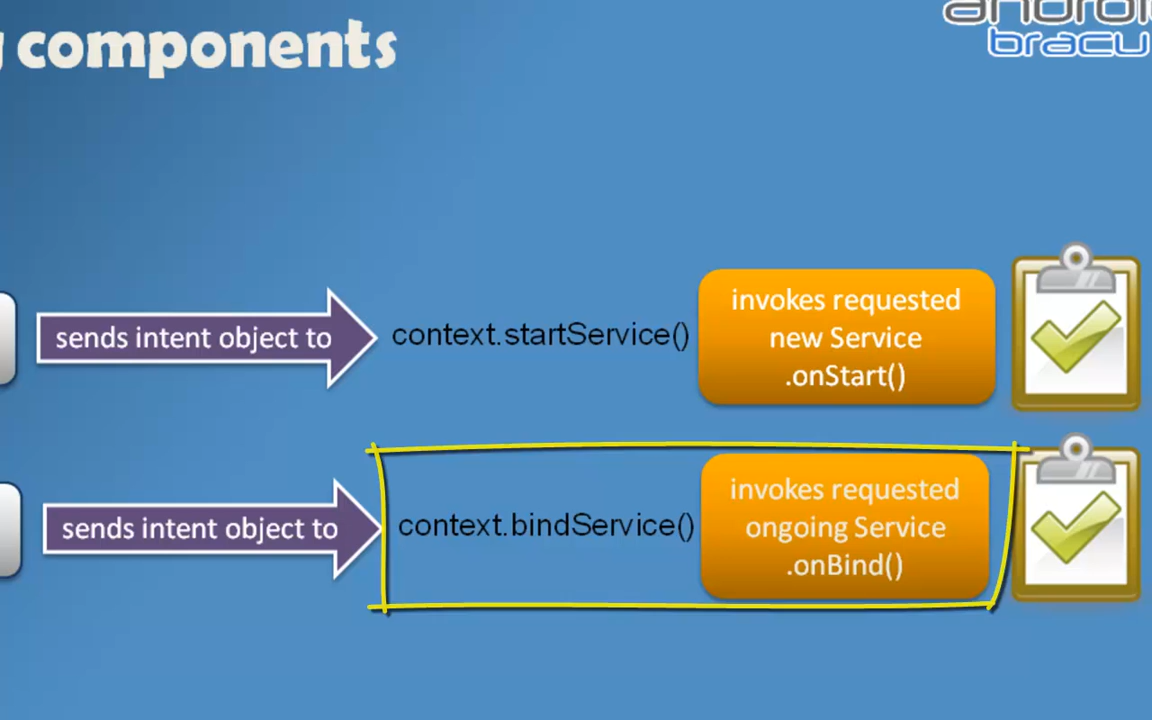 components
bracu
sends intent object to
context.startService()
invokes requested
new Service
.onStart()
sends intent object to
context.bindService()
invokes requested
ongoing Service
.onBind()